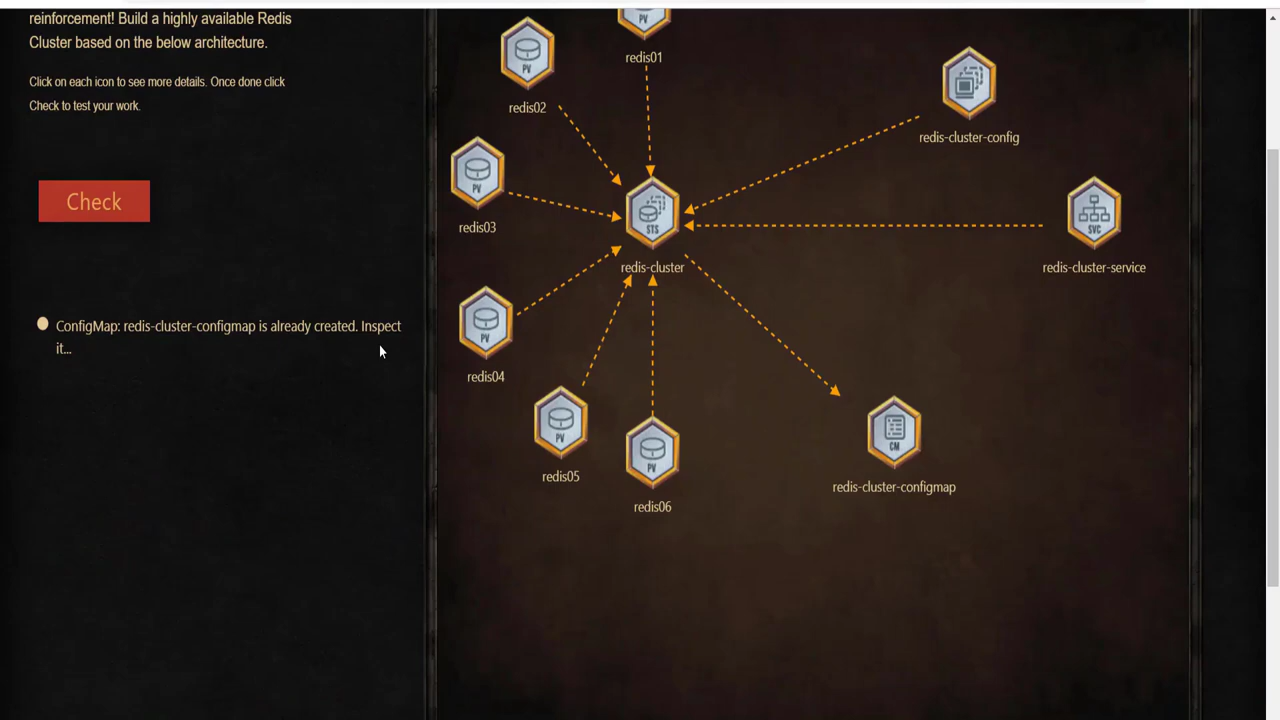 reinforcement! Build a highly available Redis
Cluster based on the below architecture.
Click on each icon to see more details. Once done click
Check to test your work.
Check
ConfigMap: redis-cluster-configmap is already created. Inspect
it...
PV
redis01
PV
redis02
redis-cluster-config
PV
redis03
STS
redis-cluster
SVC
redis-cluster-service
PV
redis04
PV
redis05
PV
redis06
CM
redis-cluster-configmap